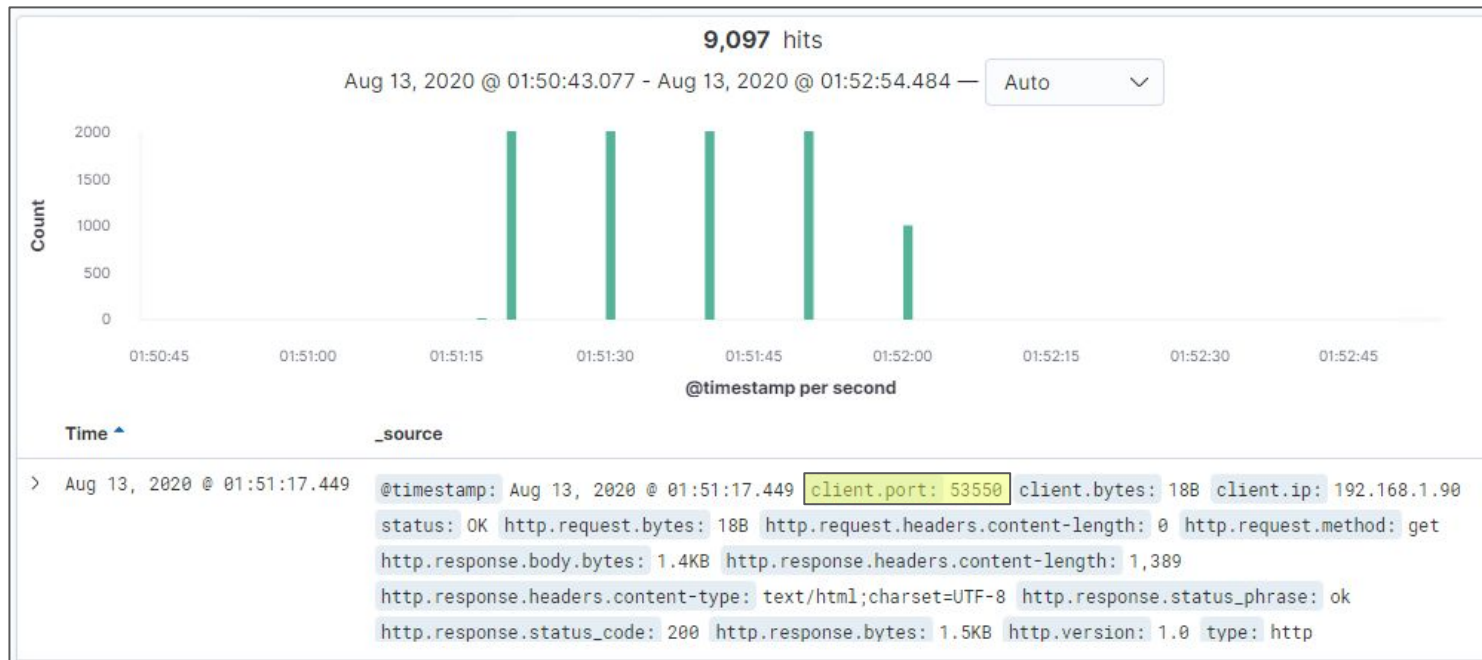 9,097 hits
Aug 13, 2020 @ 01:50:43.077 - Aug 13, 2020 @ 01:52:54.484 — Auto
2000
1500
1000
500
0
Count
01:50:45 01:51:00 01:51:15 01:51:30 01:51:45 01:52:00 01:52:15 01:52:30 01:52:45
@timestamp per second
Time _source
Aug 13, 2020 @ 01:51:17.449 @timestamp: Aug 13, 2020 @ 01:51:17.449 client.port: 53550 client.bytes: 18B client.ip: 192.168.1.90
status: OK http.request.bytes: 18B http.request.headers.content-length: 0 http.request.method: get
http.response.body.bytes: 1.4KB http.response.headers.content-length: 1,389
http.response.headers.content-type: text/html;charset=UTF-8 http.response.status_phrase: ok
http.response.status_code: 200 http.response.bytes: 1.5KB http.version: 1.0 type: http